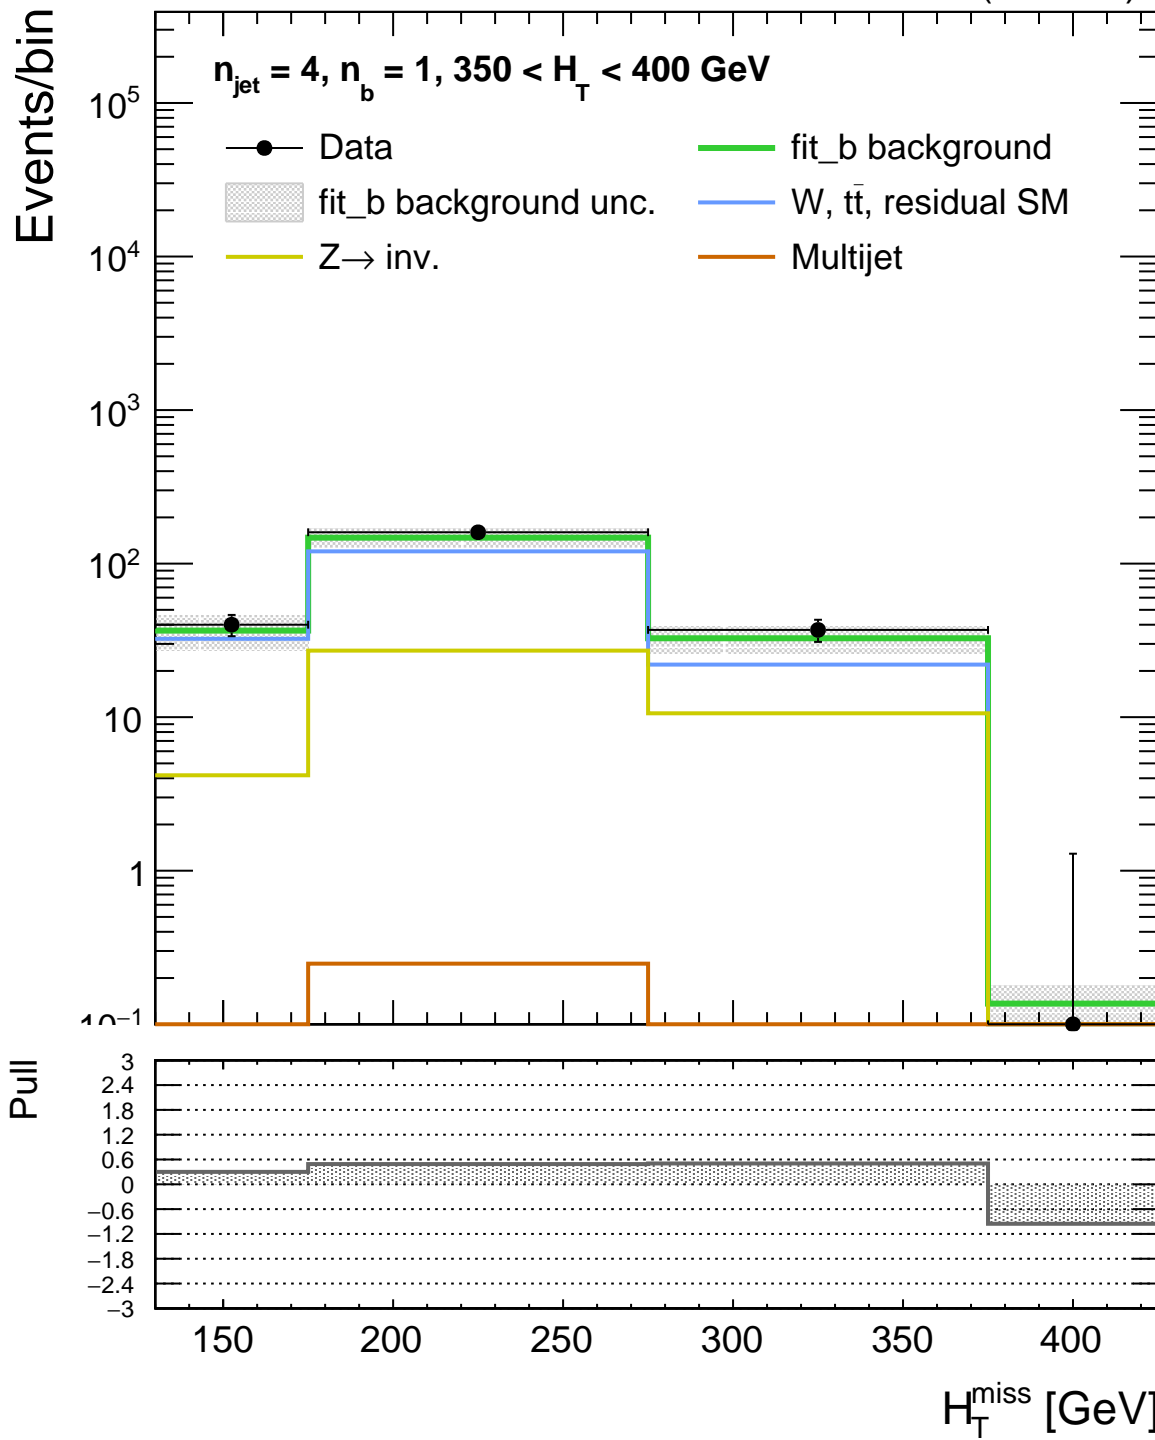 Events/bin
n_jet = 4, n_b = 1, 350 < H_T < 400 GeV
Data
fit_b background
fit_b background unc.
W, tt̄, residual SM
Z→ inv.
Multijet
10^5
10^4
10^3
10^2
10
1
10^−1
Pull
3
2.4
1.8
1.2
0.6
0
−0.6
−1.2
−1.8
−2.4
−3
150 200 250 300 350 400
H_T^miss [GeV]